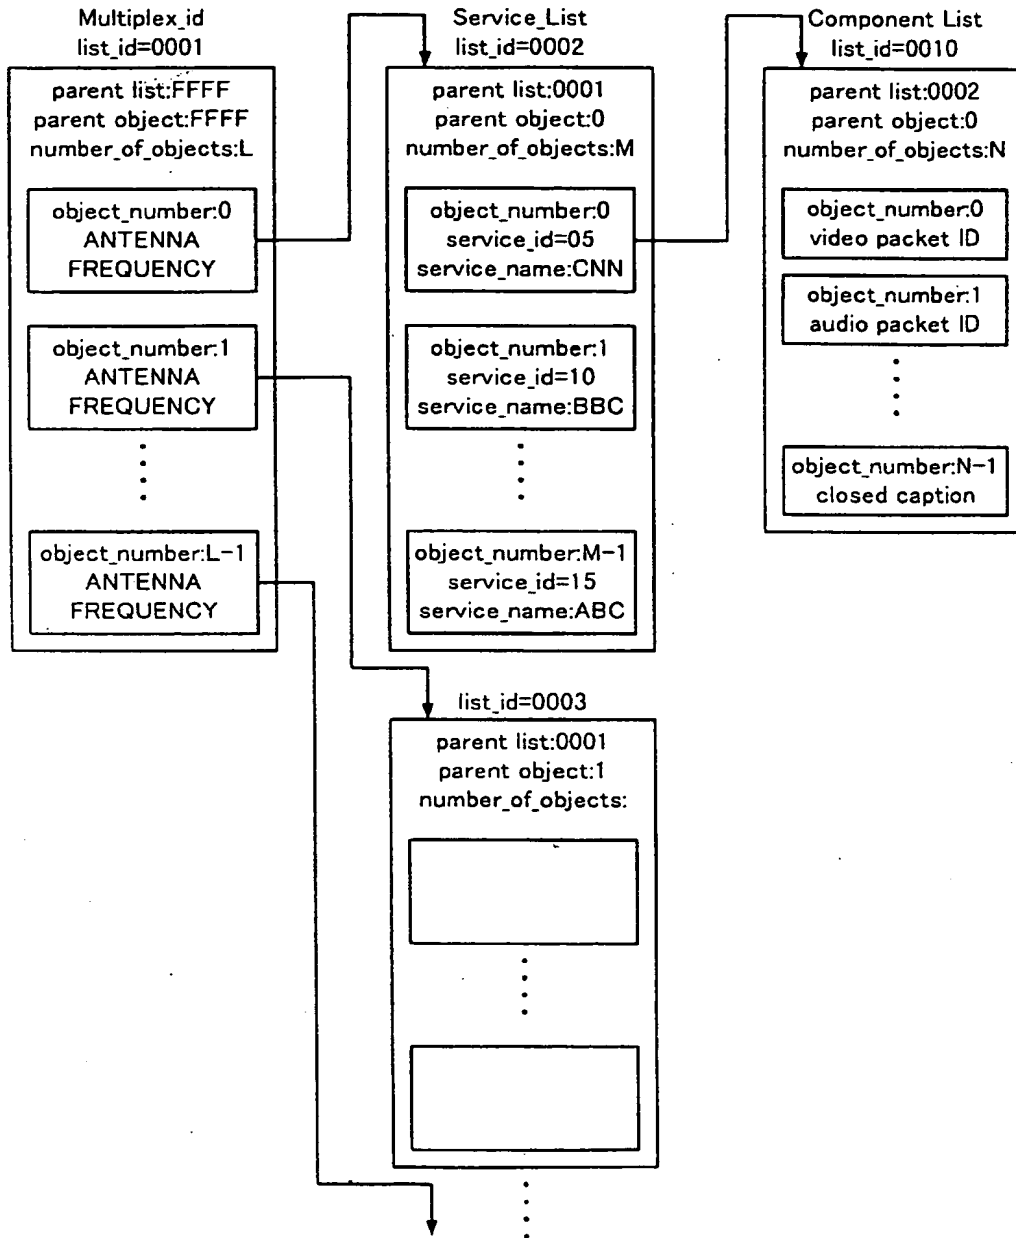 Multiplex_id
list_id=0001
parent list:FFFF
parent object:FFFF
number_of_objects:L
object_number:0
ANTENNA
FREQUENCY
object_number:1
ANTENNA
FREQUENCY
object_number:L-1
ANTENNA
FREQUENCY
Service_List
list_id=0002
parent list:0001
parent object:0
number_of_objects:M
object_number:0
service_id=05
service_name:CNN
object_number:1
service_id=10
service_name:BBC
object_number:M-1
service_id=15
service_name:ABC
list_id=0003
parent list:0001
parent object:1
number_of_objects:
Component List
list_id=0010
parent list:0002
parent object:0
number_of_objects:N
object_number:0
video packet ID
object_number:1
audio packet ID
object_number:N-1
closed caption